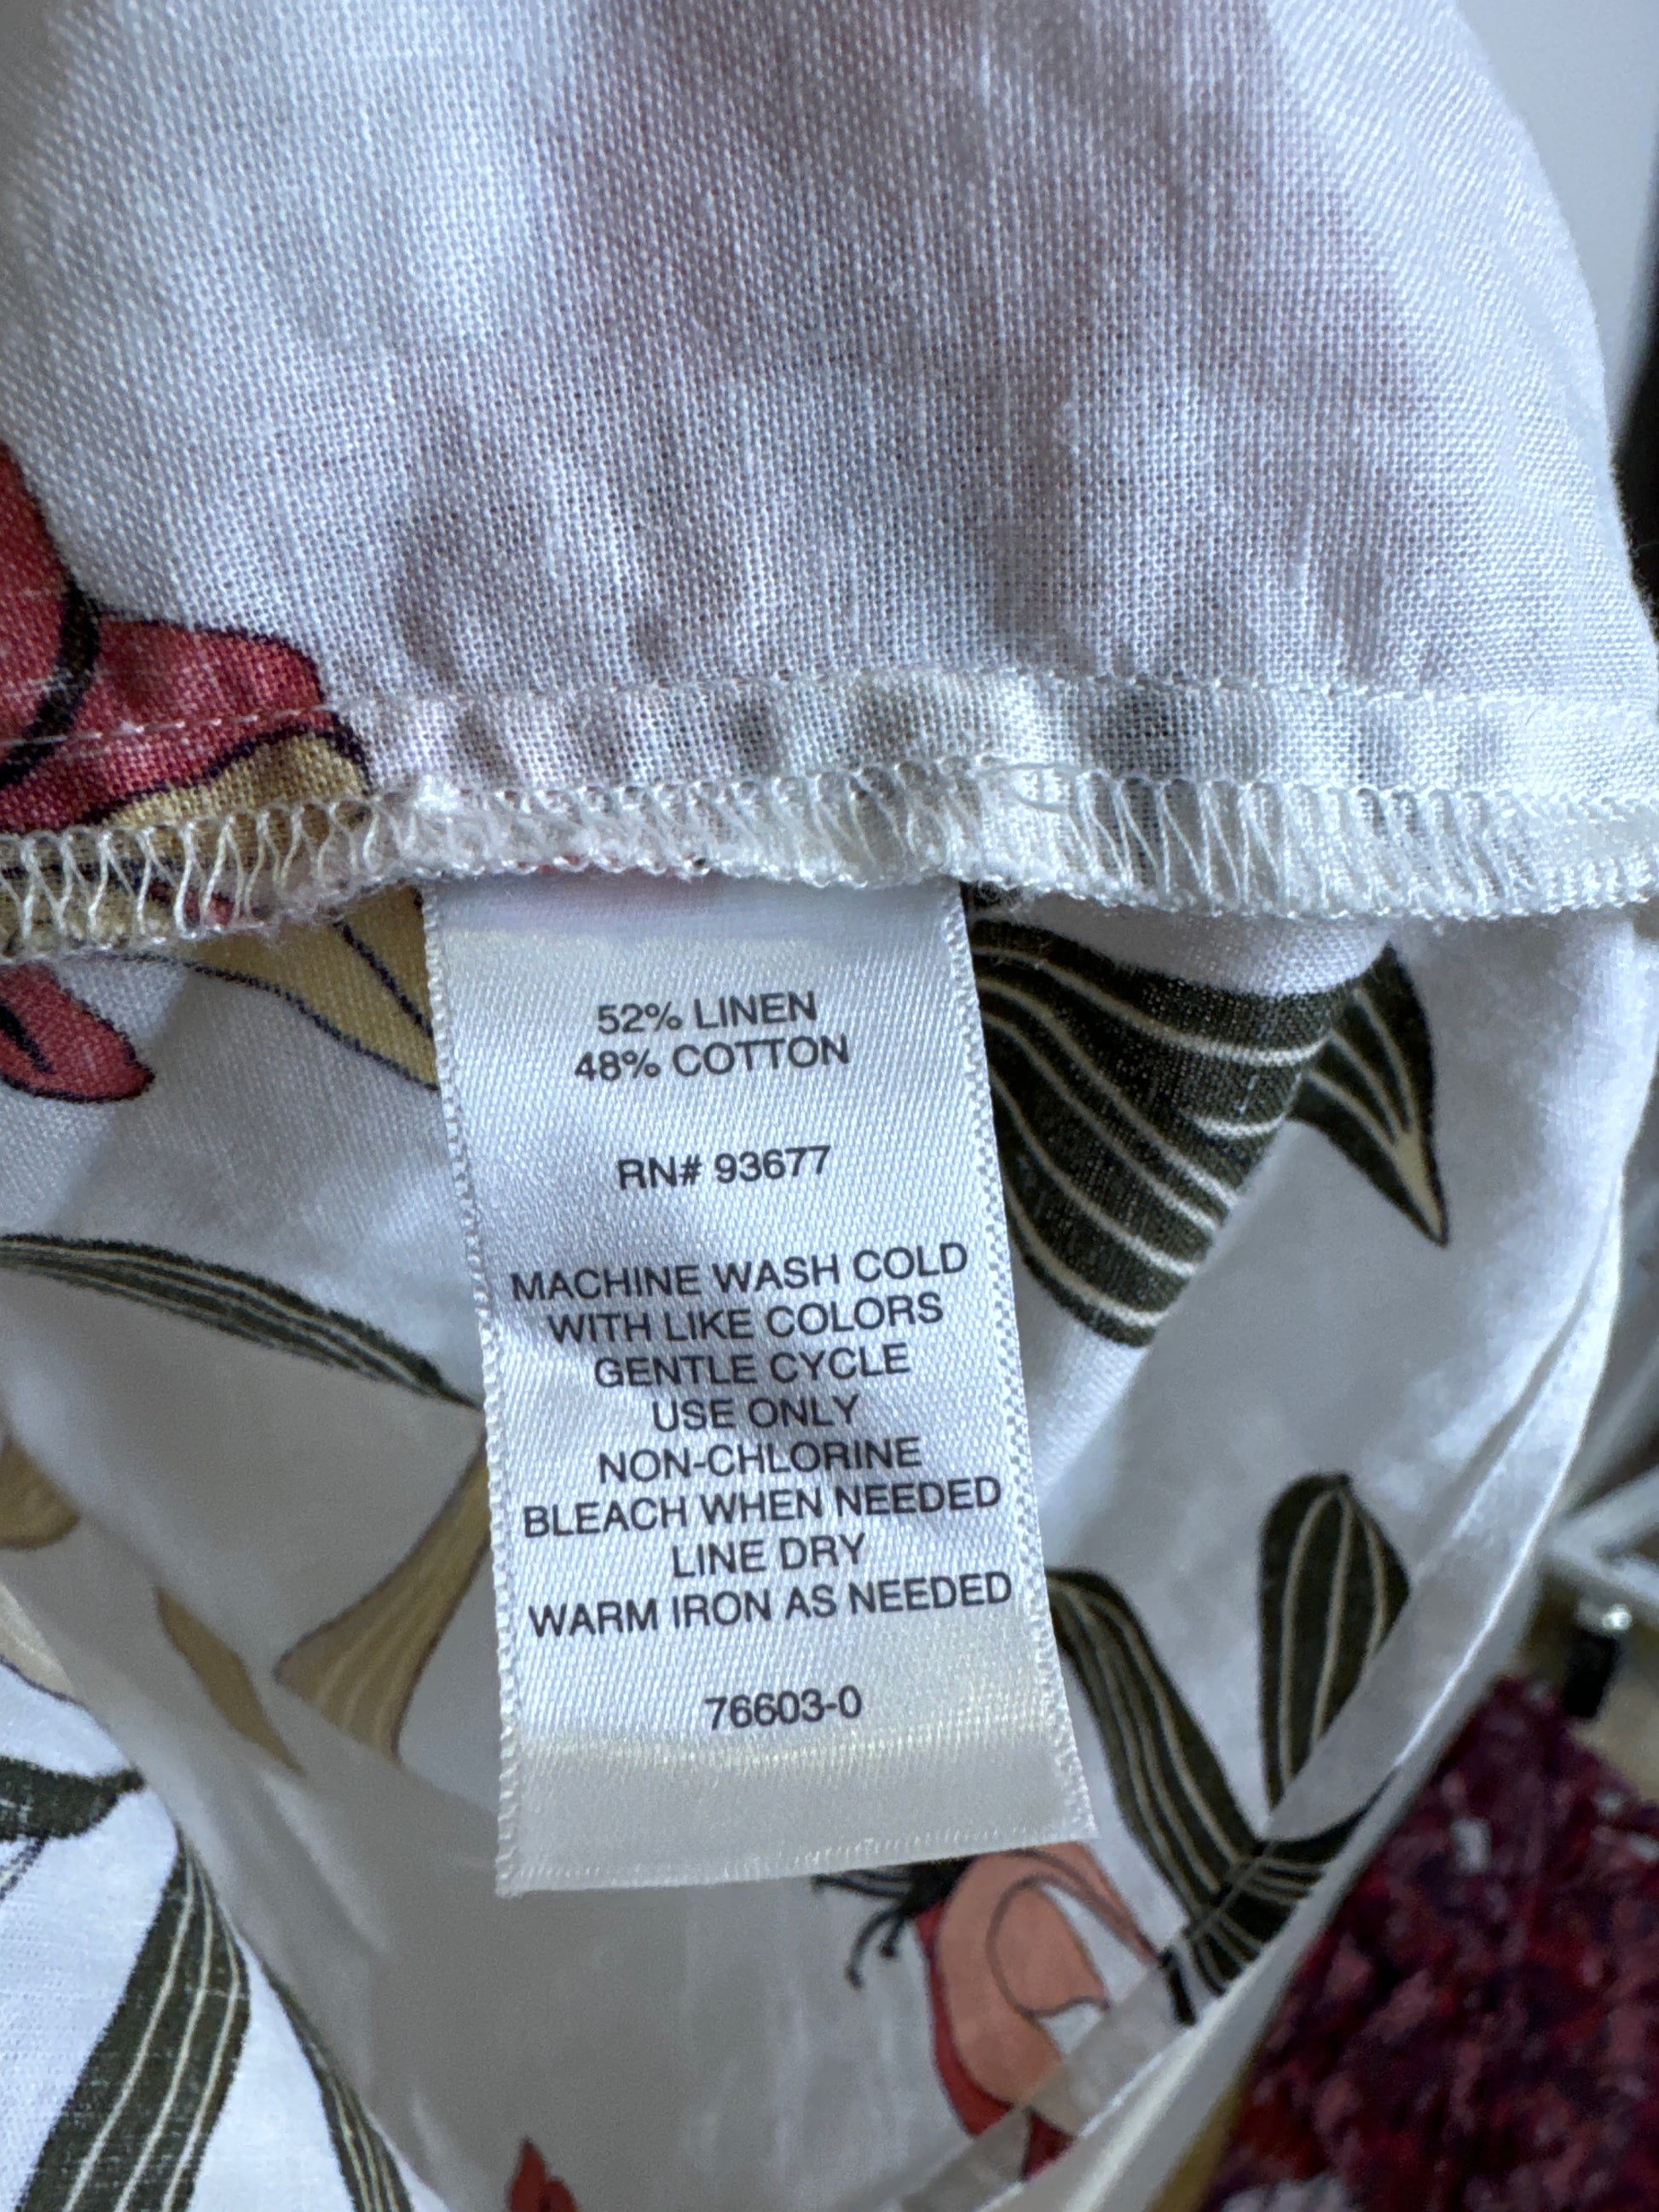 52% LINEN
48% COTTON
RN# 93677
MACHINE WASH COLD
WITH LIKE COLORS
GENTLE CYCLE
USE ONLY
NON-CHLORINE
BLEACH WHEN NEEDED
LINE DRY
WARM IRON AS NEEDED
76603-0